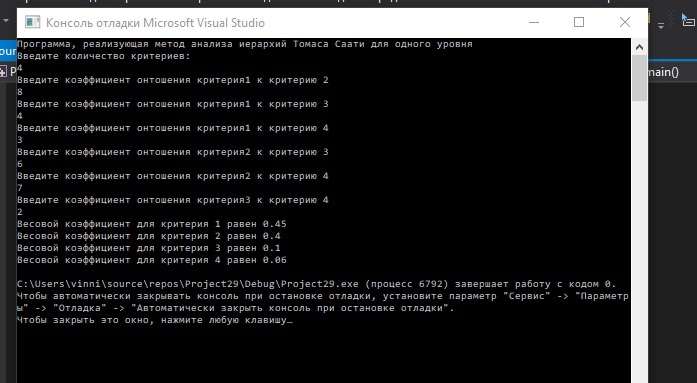 Консоль отладки Microsoft Visual Studio
Программа, реализующая метод анализа иерархий Томаса Саати для одного уровня
Введите количество критериев:
4
Введите коэффициент онтошения критерия1 к критерию 2
8
Введите коэффициент онтошения критерия1 к критерию 3
4
Введите коэффициент онтошения критерия1 к критерию 4
3
Введите коэффициент онтошения критерия2 к критерию 3
6
Введите коэффициент онтошения критерия2 к критерию 4
7
Введите коэффициент онтошения критерия3 к критерию 4
2
Весовой коэффициент для критерия 1 равен 0.45
Весовой коэффициент для критерия 2 равен 0.4
Весовой коэффициент для критерия 3 равен 0.1
Весовой коэффициент для критерия 4 равен 0.06
C:\Users\vinni\source\repos\Project29\Debug\Project29.exe (процесс 6792) завершает работу с кодом 0.
Чтобы автоматически закрывать консоль при остановке отладки, установите параметр "Сервис" -> "Параметр
ы" -> "Отладка" -> "Автоматически закрыть консоль при остановке отладки".
Чтобы закрыть это окно, нажмите любую клавишу…
main()